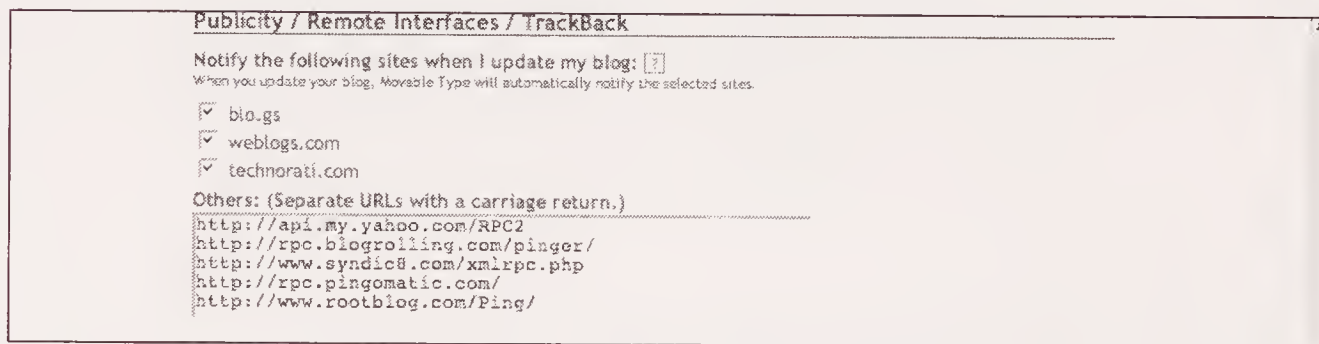 Publicity / Remote Interfaces / TrackBack
Notify the following sites when I update my blog: [?]
When you update your blog, Movable Type will automatically notify the selected sites.
blo.gs
weblogs.com
technorati.com
Others: (Separate URLs with a carriage return.)
http://api.my.yahoo.com/RPC2
http://rpc.blogrolling.com/pinger/
http://www.syndic8.com/xmlrpc.php
http://rpc.pingomatic.com/
http://www.rootblog.com/Ping/